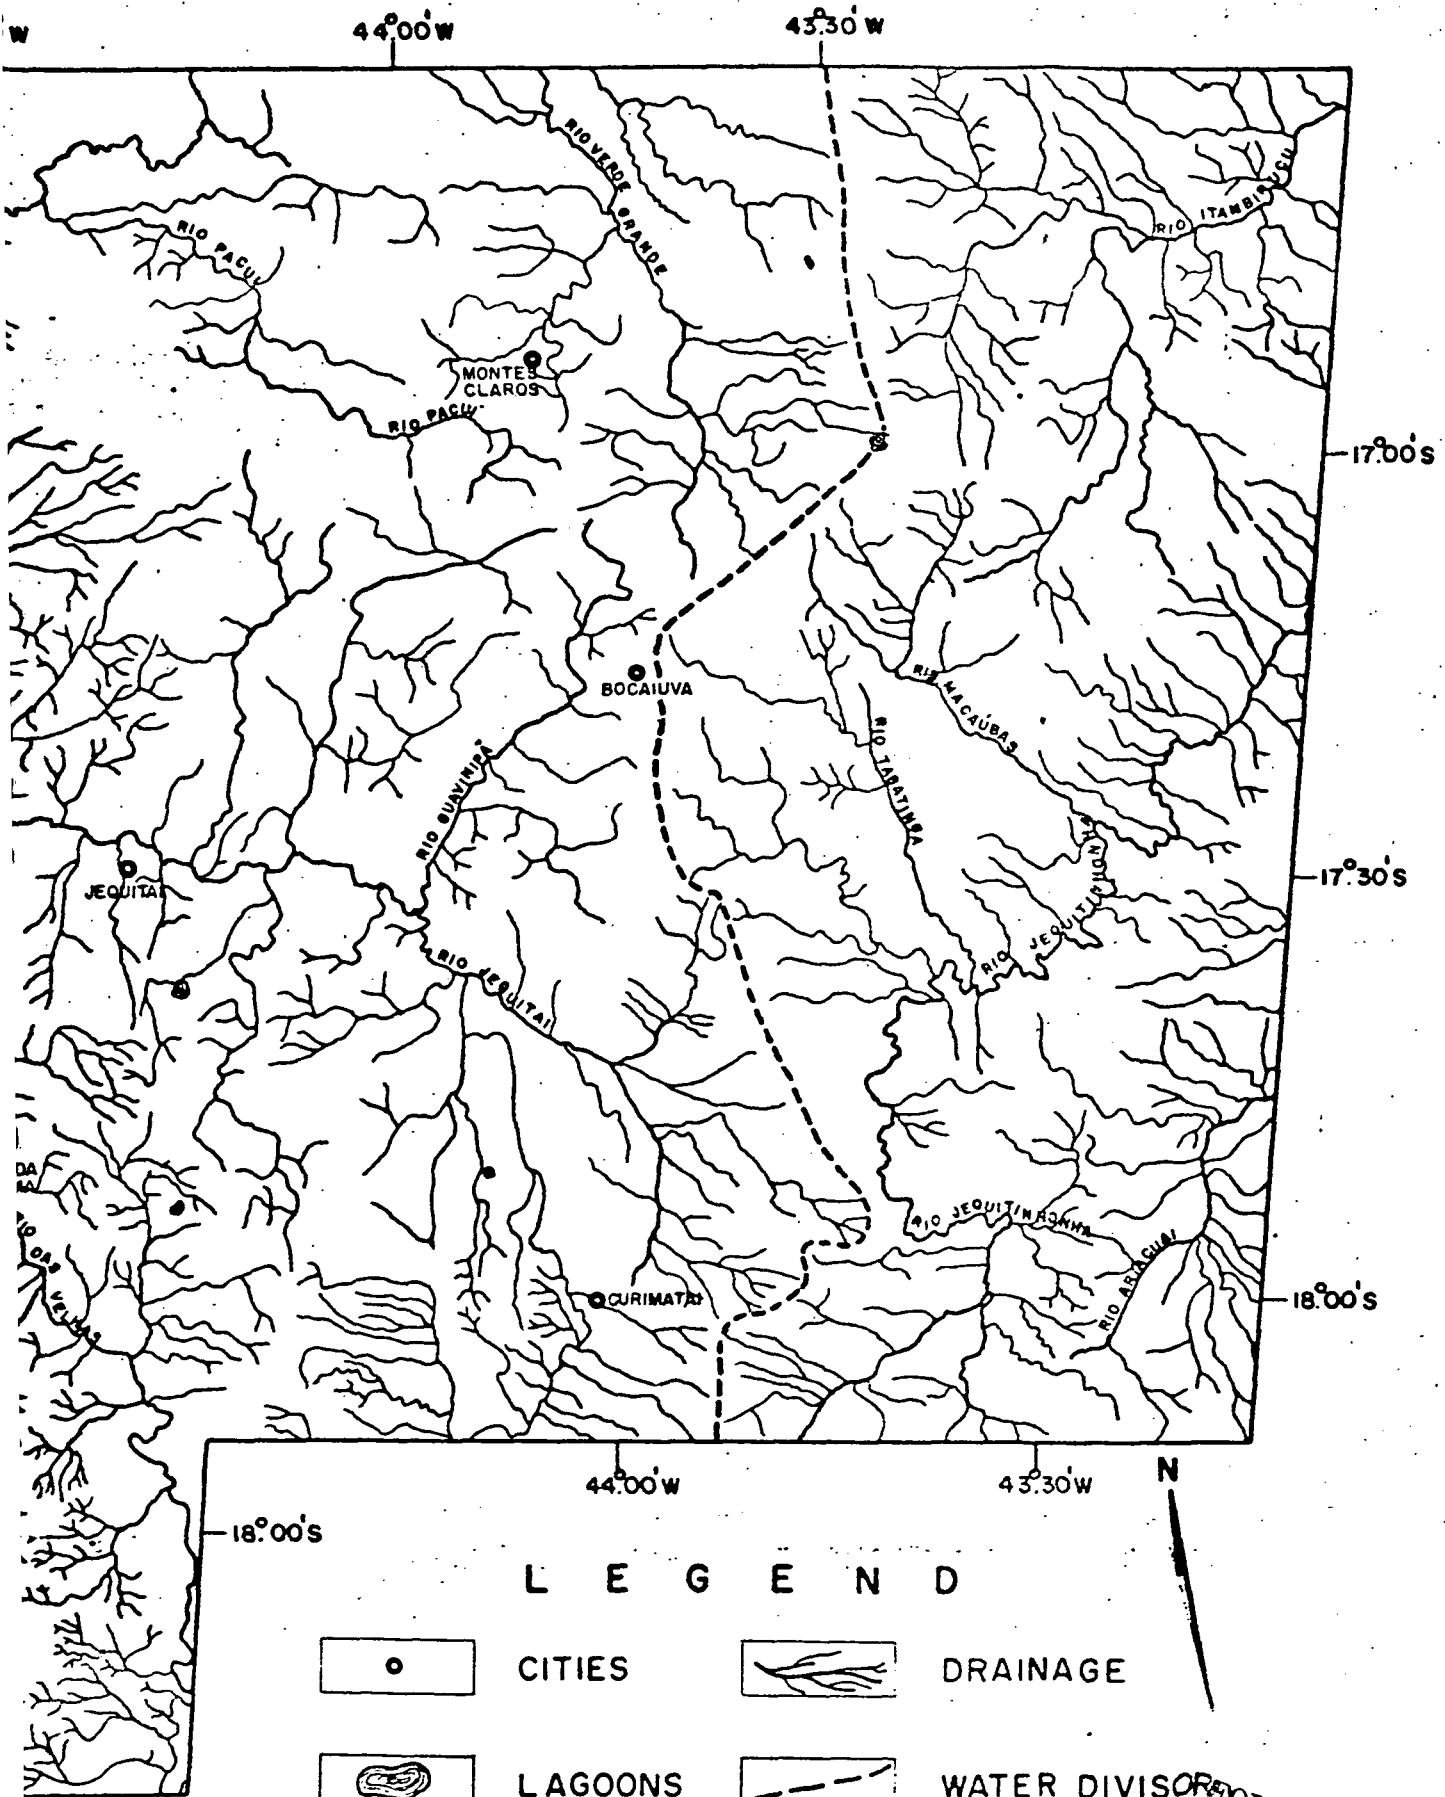 W
44°00'W
43°30'W
RIO VERDE GRANDE
RIO ITAMBIRUÇU
RIO PACUI
MONTES
CLAROS
RIO PACUI
17°00'S
BOCAIUVA
RIO MACAÚBAS
RIO TABATINGA
RIO GUAVINIPÃ
JEQUITAI
17°30'S
RIO JEQUITINHONHA
RIO JEQUITAI
DA
RIO JEQUITINHONHA
RIO DAS
VELHAS
RIO ARAÇUAI
CURIMATAI
18°00'S
44°00'W
43°30'W
N
18°00'S
LEGEND
CITIES
DRAINAGE
LAGOONS
WATER DIVISOR